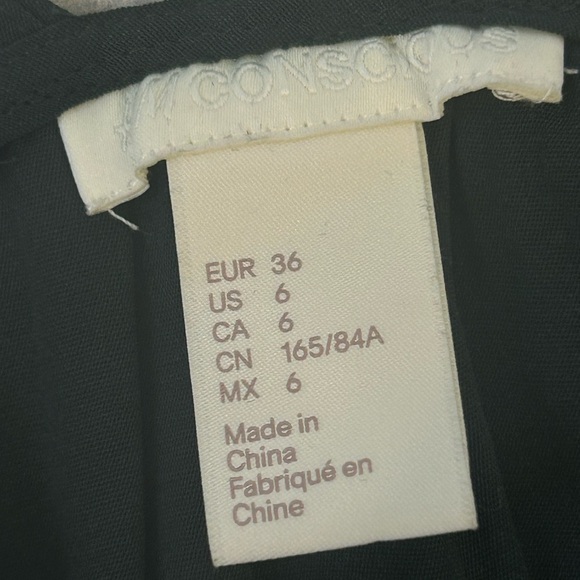 CONSCIOUS
EUR 36
US 6
CA 6
CN 165/84A
MX 6
Made in
China
Fabriqué en
Chine